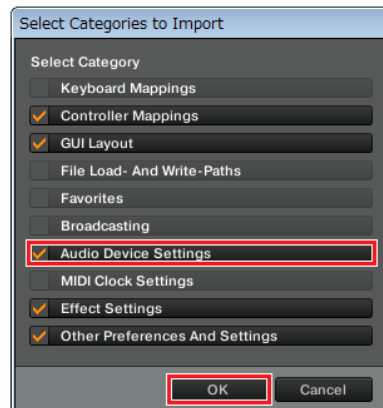 Select Categories to Import
Select Category
Keyboard Mappings
Controller Mappings
GUI Layout
File Load- And Write-Paths
Favorites
Broadcasting
Audio Device Settings
MIDI Clock Settings
Effect Settings
Other Preferences And Settings
OK Cancel